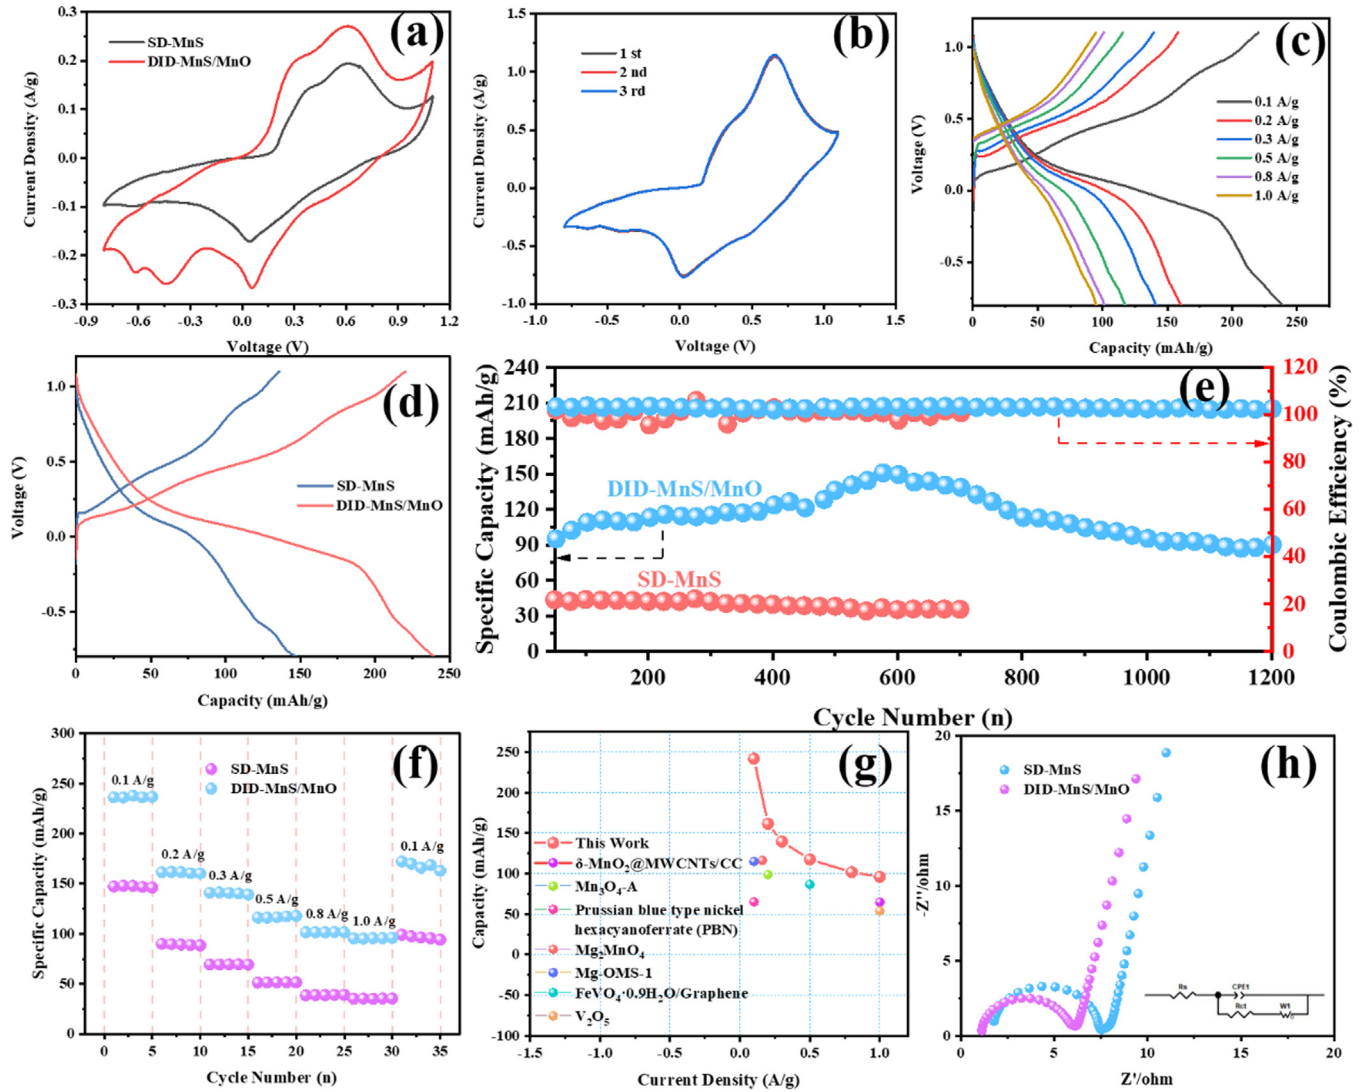 (a)
SD-MnS
DID-MnS/MnO
Current Density (A/g)
0.3
0.2
0.1
0.0
-0.1
-0.2
-0.3
-0.9 -0.6 -0.3 0.0 0.3 0.6 0.9 1.2
Voltage (V)
(b)
1 st
2 nd
3 rd
Current Density (A/g)
1.5
1.0
0.5
0.0
-0.5
-1.0
-1.0 -0.5 0.0 0.5 1.0 1.5
Voltage (V)
(c)
0.1 A/g
0.2 A/g
0.3 A/g
0.5 A/g
0.8 A/g
1.0 A/g
Voltage (V)
1.0
0.5
0.0
-0.5
0 50 100 150 200 250
Capacity (mAh/g)
(d)
SD-MnS
DID-MnS/MnO
Voltage (V)
1.0
0.5
0.0
-0.5
0 50 100 150 200 250
Capacity (mAh/g)
(e)
DID-MnS/MnO
SD-MnS
Specific Capacity (mAh/g)
240
210
180
150
120
90
60
30
0
Coulombic Efficiency (%)
120
100
80
60
40
20
0
200 400 600 800 1000 1200
Cycle Number (n)
(f)
SD-MnS
DID-MnS/MnO
0.1 A/g
0.2 A/g
0.3 A/g
0.5 A/g
0.8 A/g
1.0 A/g
0.1 A/g
Specific Capacity (mAh/g)
300
250
200
150
100
50
0
0 5 10 15 20 25 30 35
Cycle Number (n)
(g)
This Work
δ-MnO₂@MWCNTs/CC
Mn₃O₄-A
Prussian blue type nickel
hexacyanoferrate (PBN)
Mg₂MnO₄
Mg-OMS-1
FeVO₄·0.9H₂O/Graphene
V₂O₅
Capacity (mAh/g)
250
200
150
100
50
0
-50
-100
-1.5 -1.0 -0.5 0.0 0.5 1.0
Current Density (A/g)
(h)
SD-MnS
DID-MnS/MnO
-Z''/ohm
20
15
10
5
0
0 5 10 15 20
Z'/ohm
Rs CPE1
Rct W1